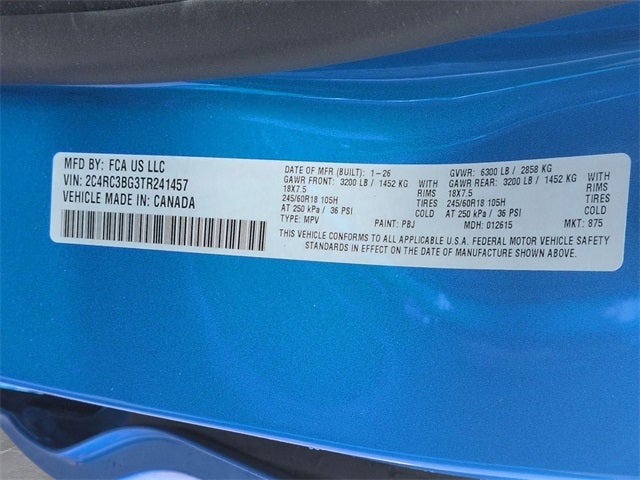 MFD BY: FCA US LLC
VIN: 2C4RC3BG3TR241457
VEHICLE MADE IN: CANADA
DATE OF MFR (BUILT): 1-26 GVWR: 6300 LB / 2858 KG
GAWR FRONT: 3200 LB / 1452 KG WITH GAWR REAR: 3200 LB / 1452 KG WITH
18X7.5 RIMS 18X7.5 RIMS
245/60R18 105H TIRES 245/60R18 105H TIRES
AT 250 kPa / 36 PSI COLD AT 250 kPa / 36 PSI COLD
TYPE: MPV PAINT: PBJ MDH: 012615 MKT: 875
THIS VEHICLE CONFORMS TO ALL APPLICABLE U.S.A. FEDERAL MOTOR VEHICLE SAFETY
STANDARDS IN EFFECT ON THE DATE OF MANUFACTURE SHOWN ABOVE.